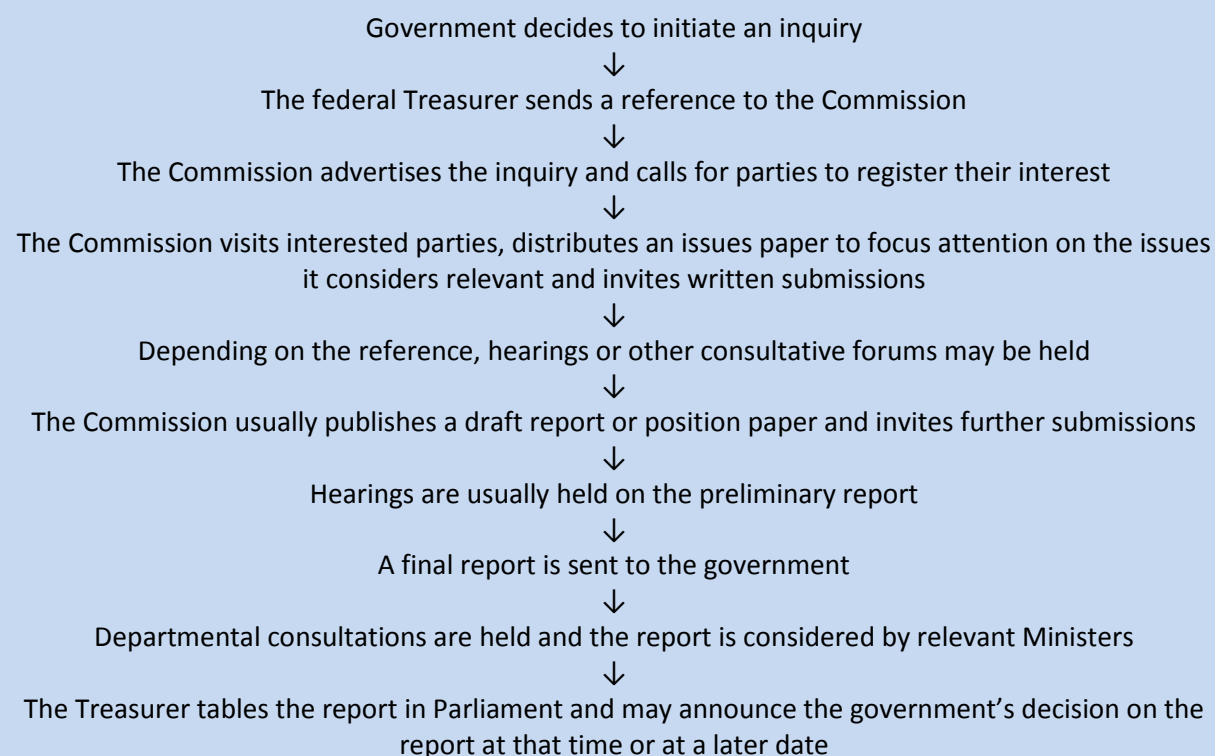 Government decides to initiate an inquiry
↓
The federal Treasurer sends a reference to the Commission
↓
The Commission advertises the inquiry and calls for parties to register their interest
↓
The Commission visits interested parties, distributes an issues paper to focus attention on the issues
it considers relevant and invites written submissions
↓
Depending on the reference, hearings or other consultative forums may be held
↓
The Commission usually publishes a draft report or position paper and invites further submissions
↓
Hearings are usually held on the preliminary report
↓
A final report is sent to the government
↓
Departmental consultations are held and the report is considered by relevant Ministers
↓
The Treasurer tables the report in Parliament and may announce the government’s decision on the
report at that time or at a later date